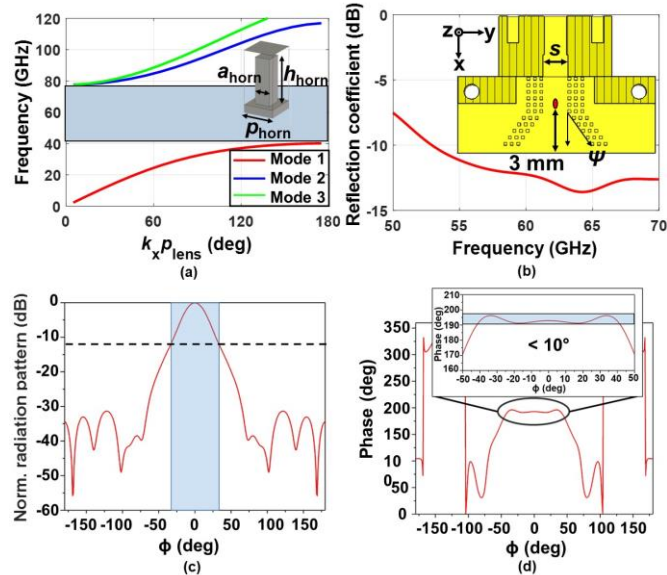 120
100
80
60
40
20
0
Frequency (GHz)
a_horn
h_horn
p_horn
Mode 1
Mode 2
Mode 3
0 60 120 180
k_x p_lens (deg)
(a)
0
-5
-10
-15
Reflection coefficient (dB)
z y
x
s
3 mm
ψ
50 55 60 65 70
Frequency (GHz)
(b)
0
-10
-20
-30
-40
-50
-60
Norm. radiation pattern (dB)
-150 -100 -50 0 50 100 150
ϕ (deg)
(c)
350
300
250
200
150
100
50
0
Phase (deg)
210
200
190
180
170
160
Phase (deg)
< 10°
-50 -40 -30 -20 -10 0 10 20 30 40 50
ϕ (deg)
-150 -100 -50 0 50 100 150
ϕ (deg)
(d)